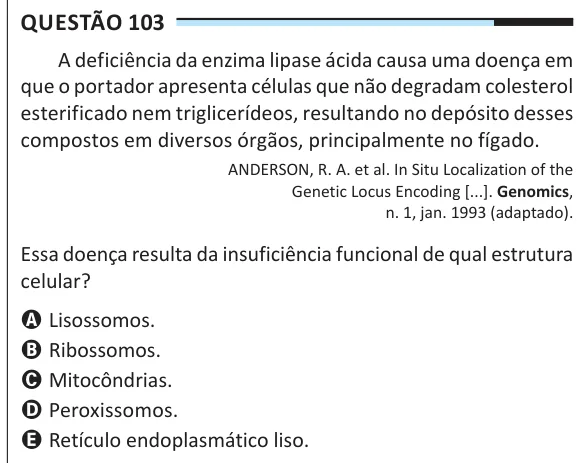 QUESTÃO 103
A deficiência da enzima lipase ácida causa uma doença em
que o portador apresenta células que não degradam colesterol
esterificado nem triglicerídeos, resultando no depósito desses
compostos em diversos órgãos, principalmente no fígado.
ANDERSON, R. A. et al. In Situ Localization of the
Genetic Locus Encoding [...]. Genomics,
n. 1, jan. 1993 (adaptado).
Essa doença resulta da insuficiência funcional de qual estrutura
celular?
A Lisossomos.
B Ribossomos.
C Mitocôndrias.
D Peroxissomos.
E Retículo endoplasmático liso.